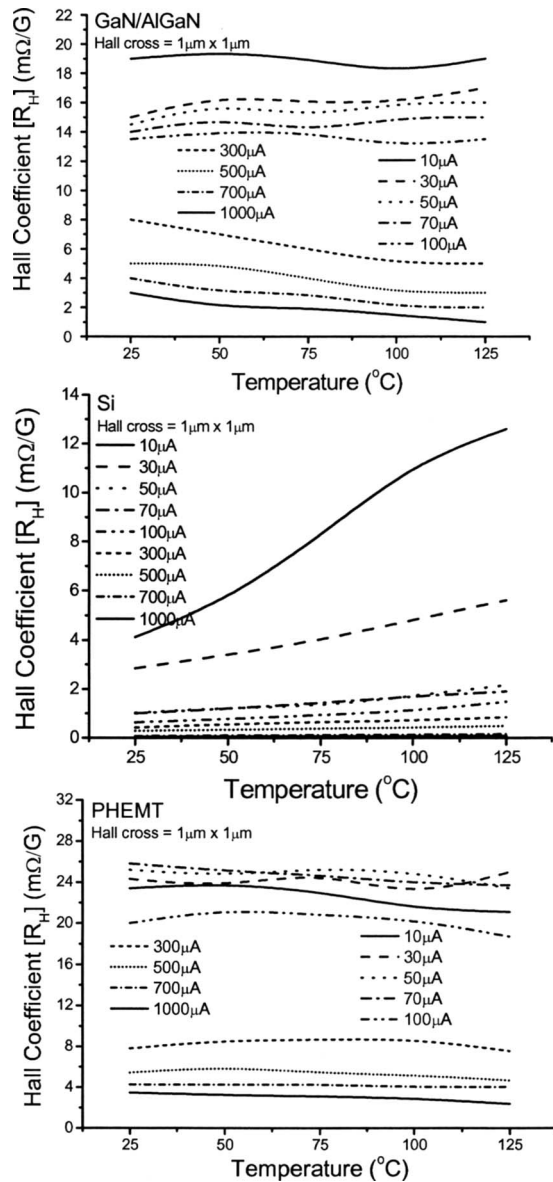 GaN/AlGaN
Hall cross = 1µm x 1µm
Hall Coefficient [R_H] (mΩ/G)
22
20
18
16
14
12
10
8
6
4
2
0
300µA
500µA
700µA
1000µA
10µA
30µA
50µA
70µA
100µA
25
50
75
100
125
Temperature (°C)
Si
Hall cross = 1µm x 1µm
Hall Coefficient [R_H] (mΩ/G)
14
12
10
8
6
4
2
0
10µA
30µA
50µA
70µA
100µA
300µA
500µA
700µA
1000µA
25
50
75
100
125
Temperature (°C)
PHEMT
Hall cross = 1µm x 1µm
Hall Coefficient [R_H] (mΩ/G)
32
28
24
20
16
12
8
4
0
300µA
500µA
700µA
1000µA
10µA
30µA
50µA
70µA
100µA
25
50
75
100
125
Temperature (°C)